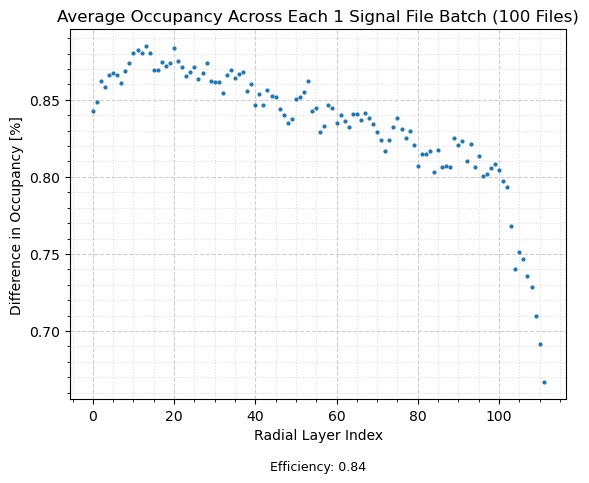 Average Occupancy Across Each 1 Signal File Batch (100 Files)
Difference in Occupancy [%]
0.85
0.80
0.75
0.70
0 20 40 60 80 100
Radial Layer Index
Efficiency: 0.84